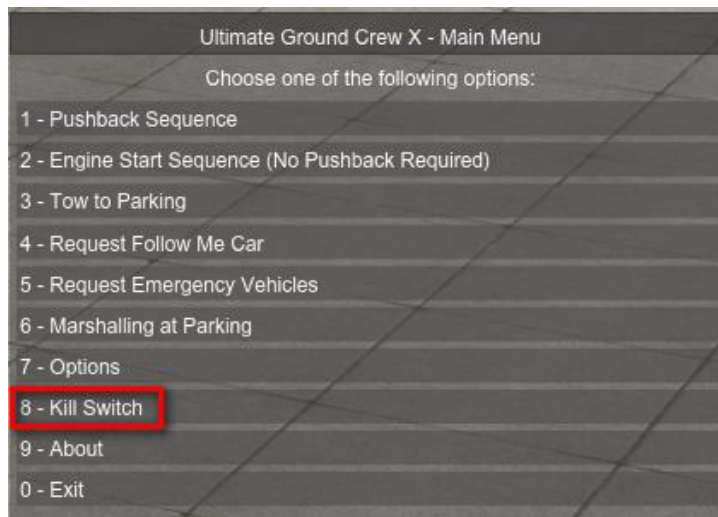 Ultimate Ground Crew X - Main Menu
Choose one of the following options:
1 - Pushback Sequence
2 - Engine Start Sequence (No Pushback Required)
3 - Tow to Parking
4 - Request Follow Me Car
5 - Request Emergency Vehicles
6 - Marshalling at Parking
7 - Options
8 - Kill Switch
9 - About
0 - Exit